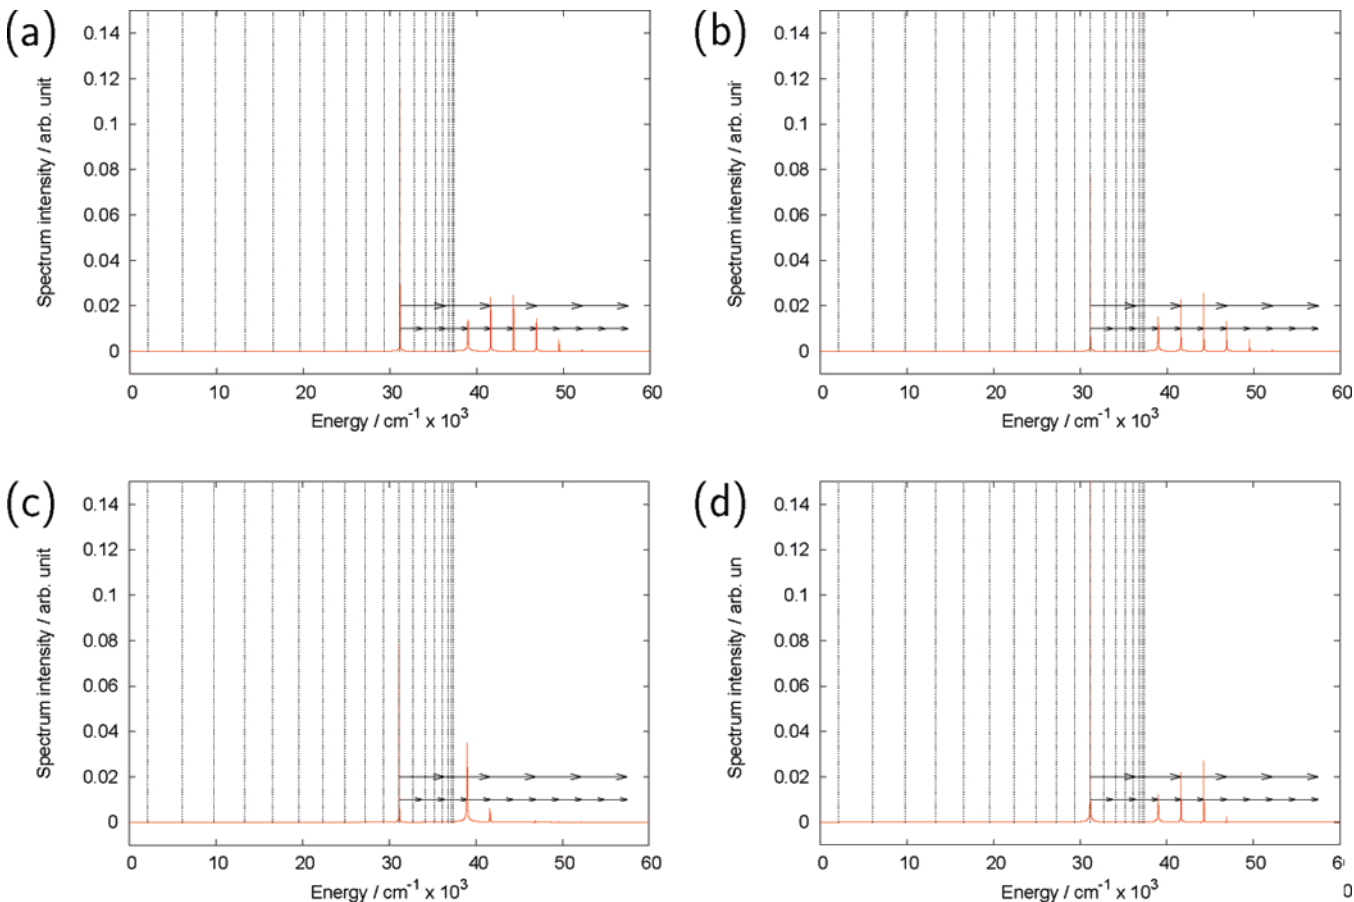 (a)
Spectrum intensity / arb. unit
0.14
0.12
0.1
0.08
0.06
0.04
0.02
0
0 10 20 30 40 50 60
Energy / cm⁻¹ x 10³
(b)
Spectrum intensity / arb. uni
0.14
0.12
0.1
0.08
0.06
0.04
0.02
0
0 10 20 30 40 50 60
Energy / cm⁻¹ x 10³
(c)
Spectrum intensity / arb. unit
0.14
0.12
0.1
0.08
0.06
0.04
0.02
0
0 10 20 30 40 50 60
Energy / cm⁻¹ x 10³
(d)
Spectrum intensity / arb. un
0.14
0.12
0.1
0.08
0.06
0.04
0.02
0
0 10 20 30 40 50 60
Energy / cm⁻¹ x 10³
0